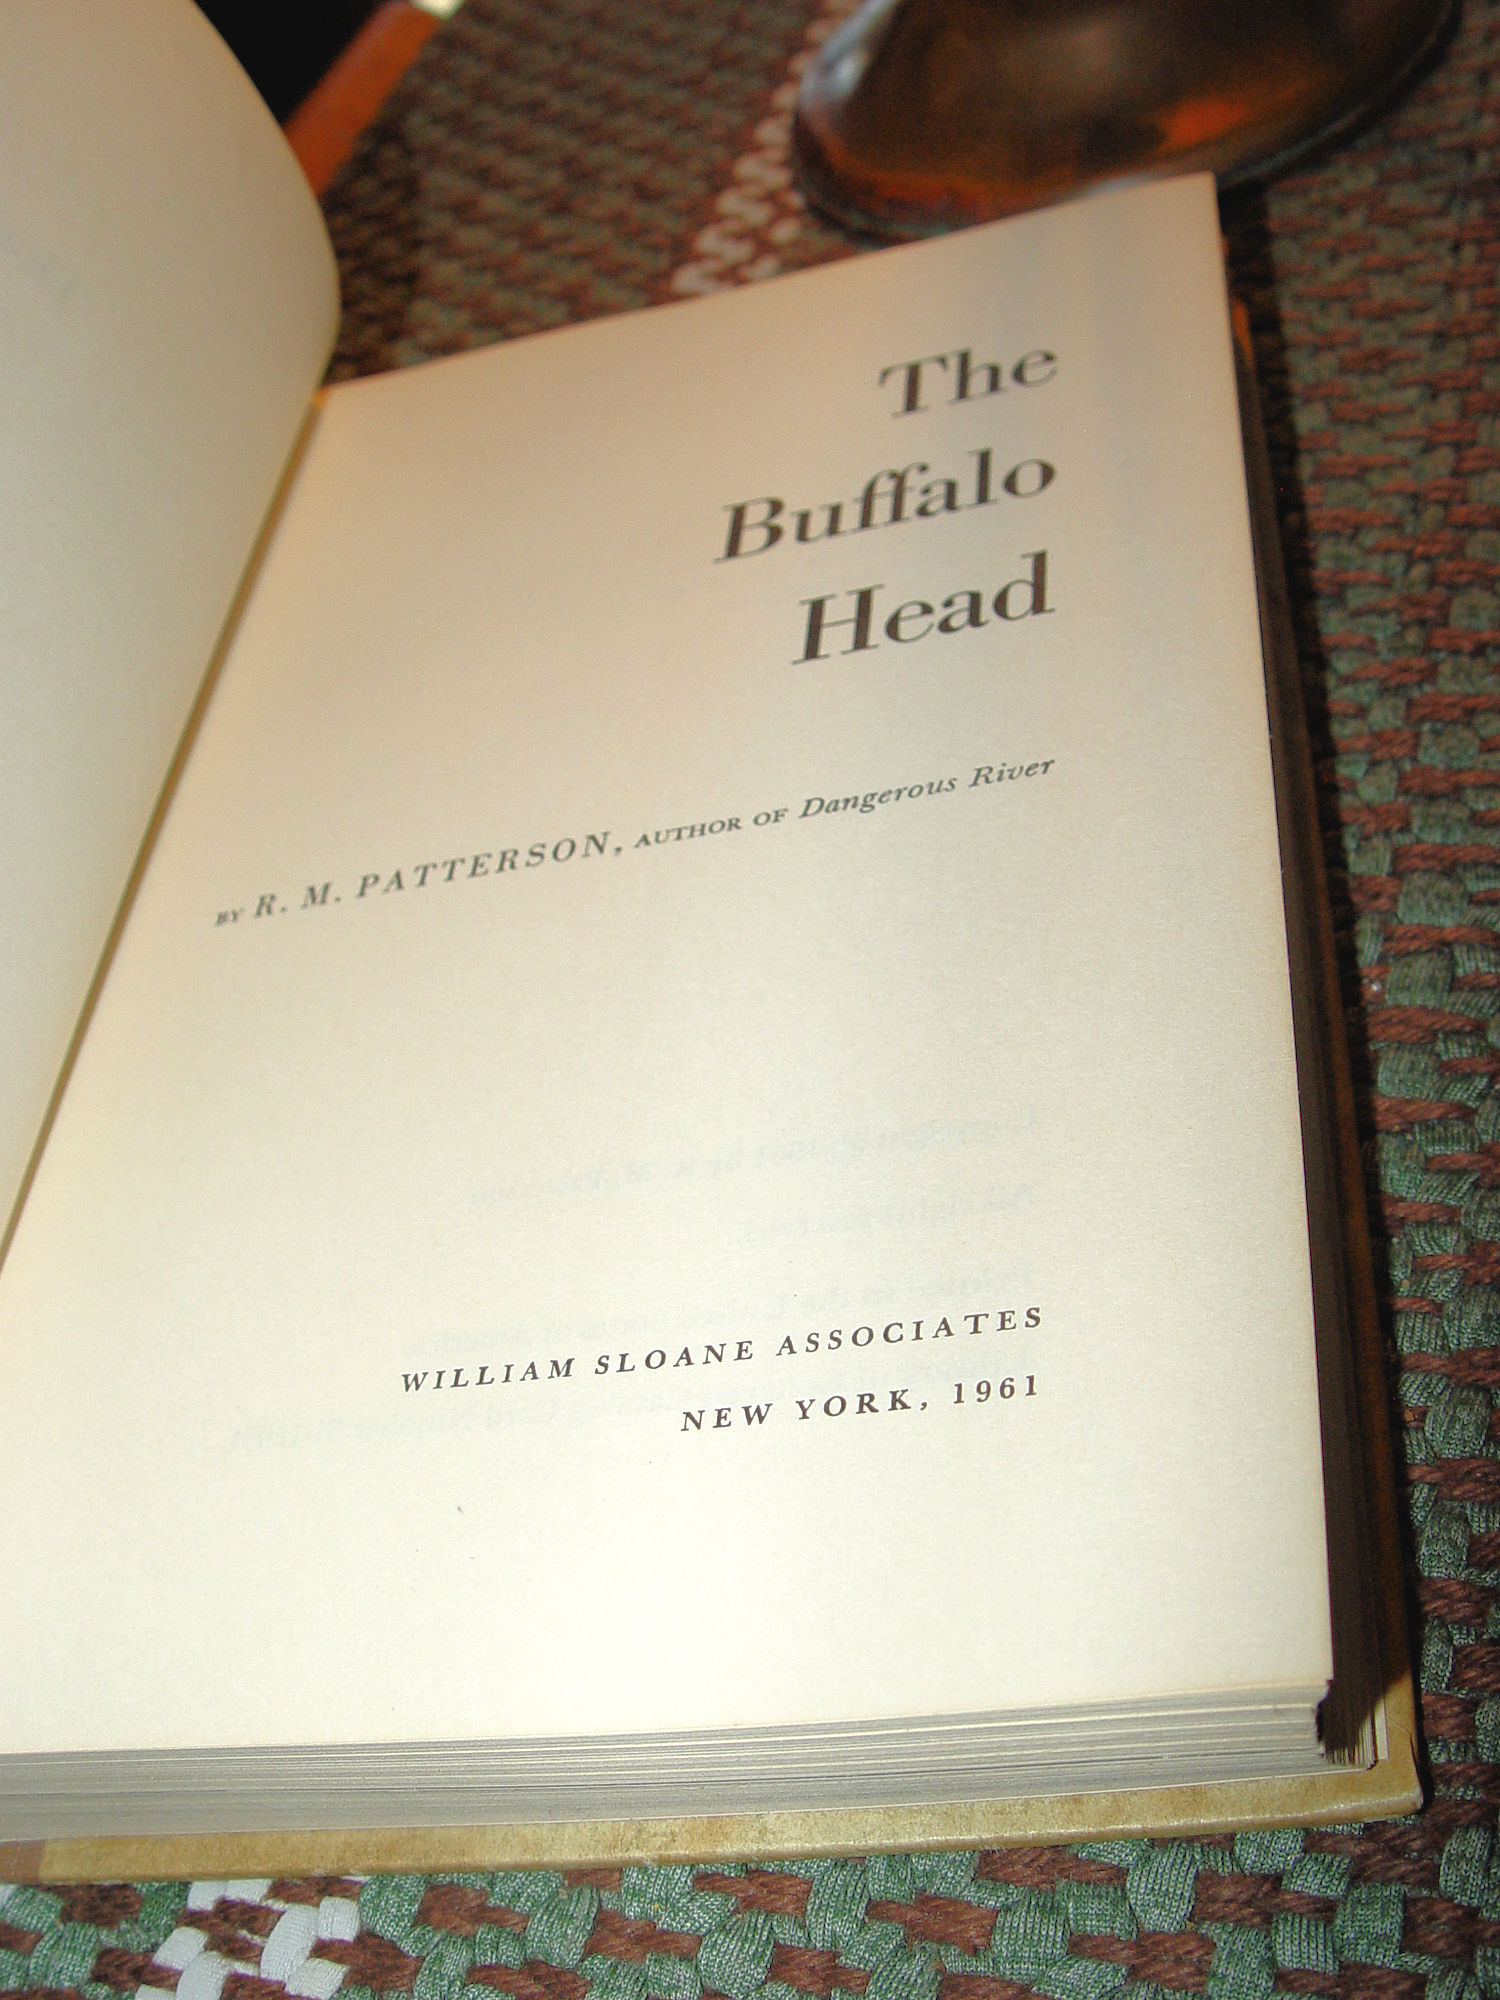 The
Buffalo
Head
BY R. M. PATTERSON, AUTHOR OF Dangerous River
WILLIAM SLOANE ASSOCIATES
NEW YORK, 1961